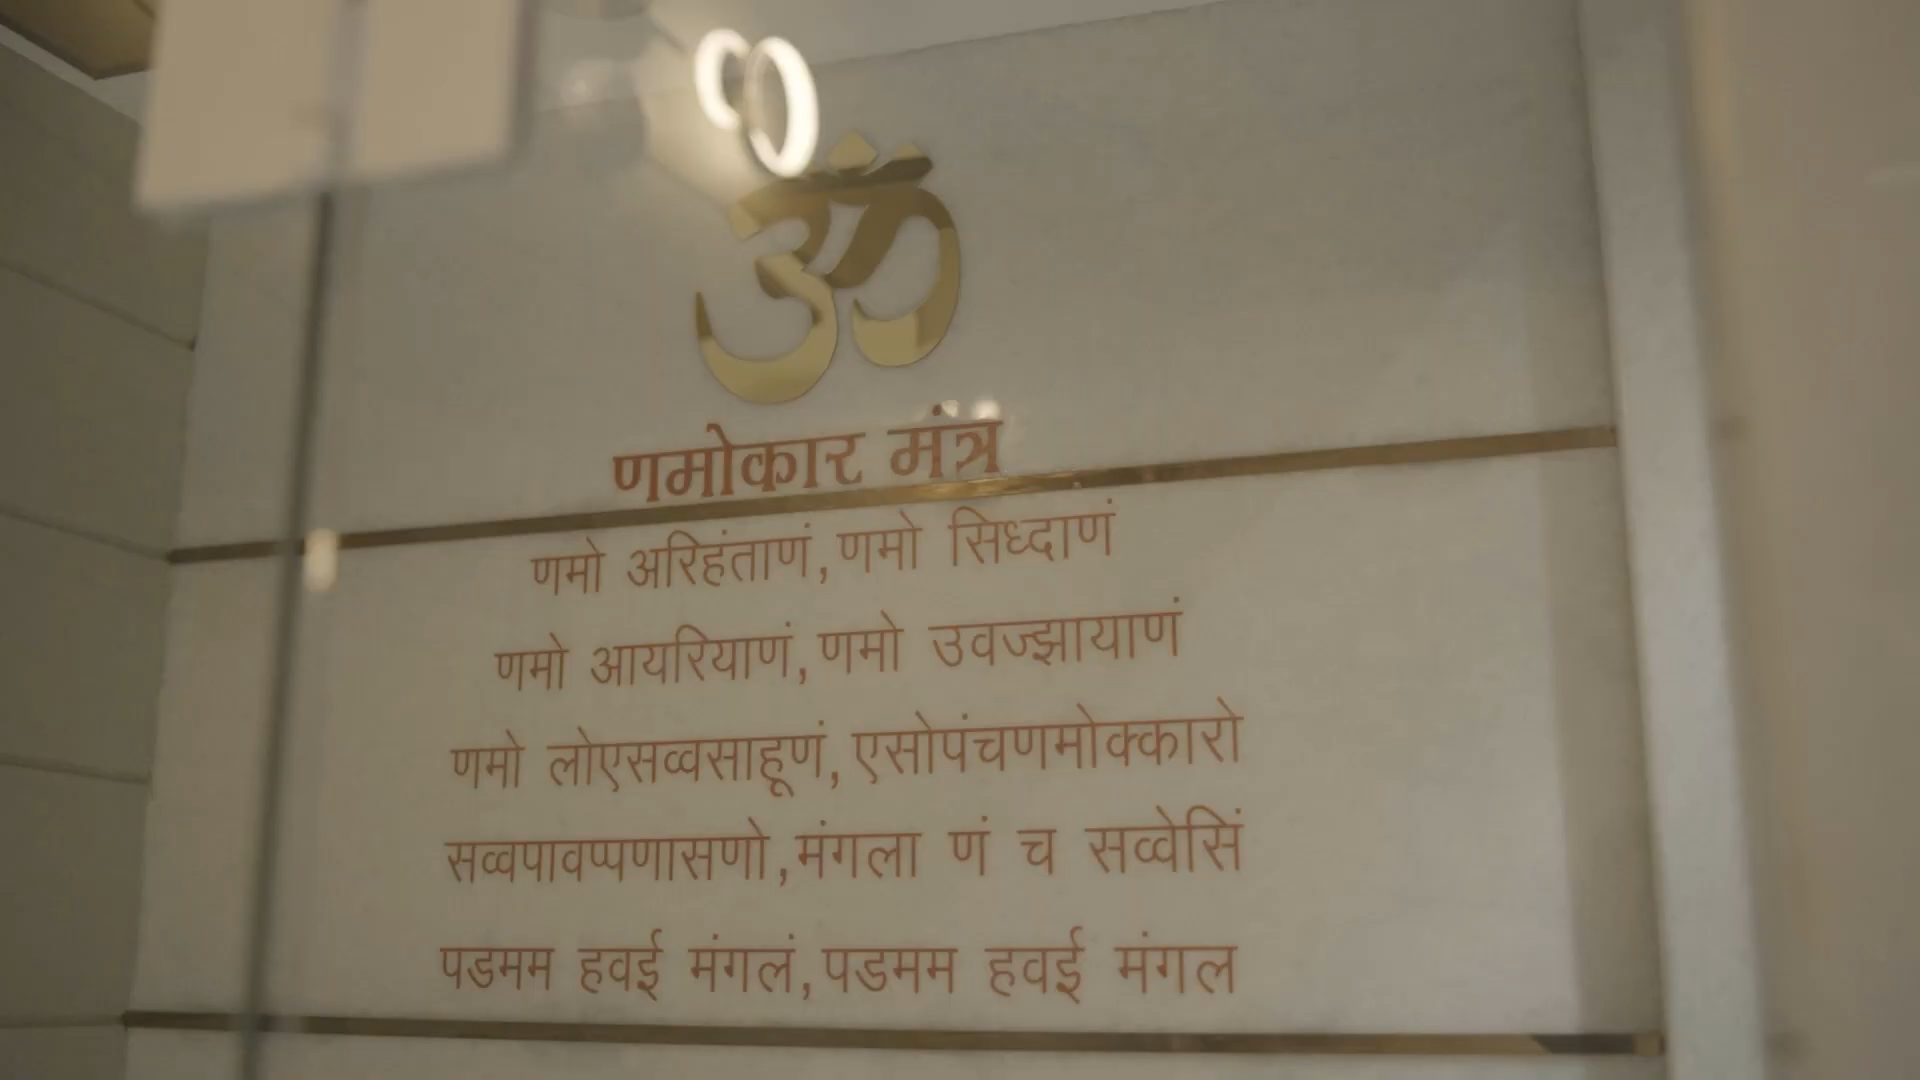 ॐ
णमोकार मंत्र
णमो अरिहंताणं,णमो सिध्दाणं
णमो आयरियाणं,णमो उवज्झायाणं
णमो लोएसव्वसाहूणं,एसोपंचणमोक्कारो
सव्वपावप्पणासणो,मंगला णं च सव्वेसिं
पडमम हवई मंगलं,पडमम हवई मंगल